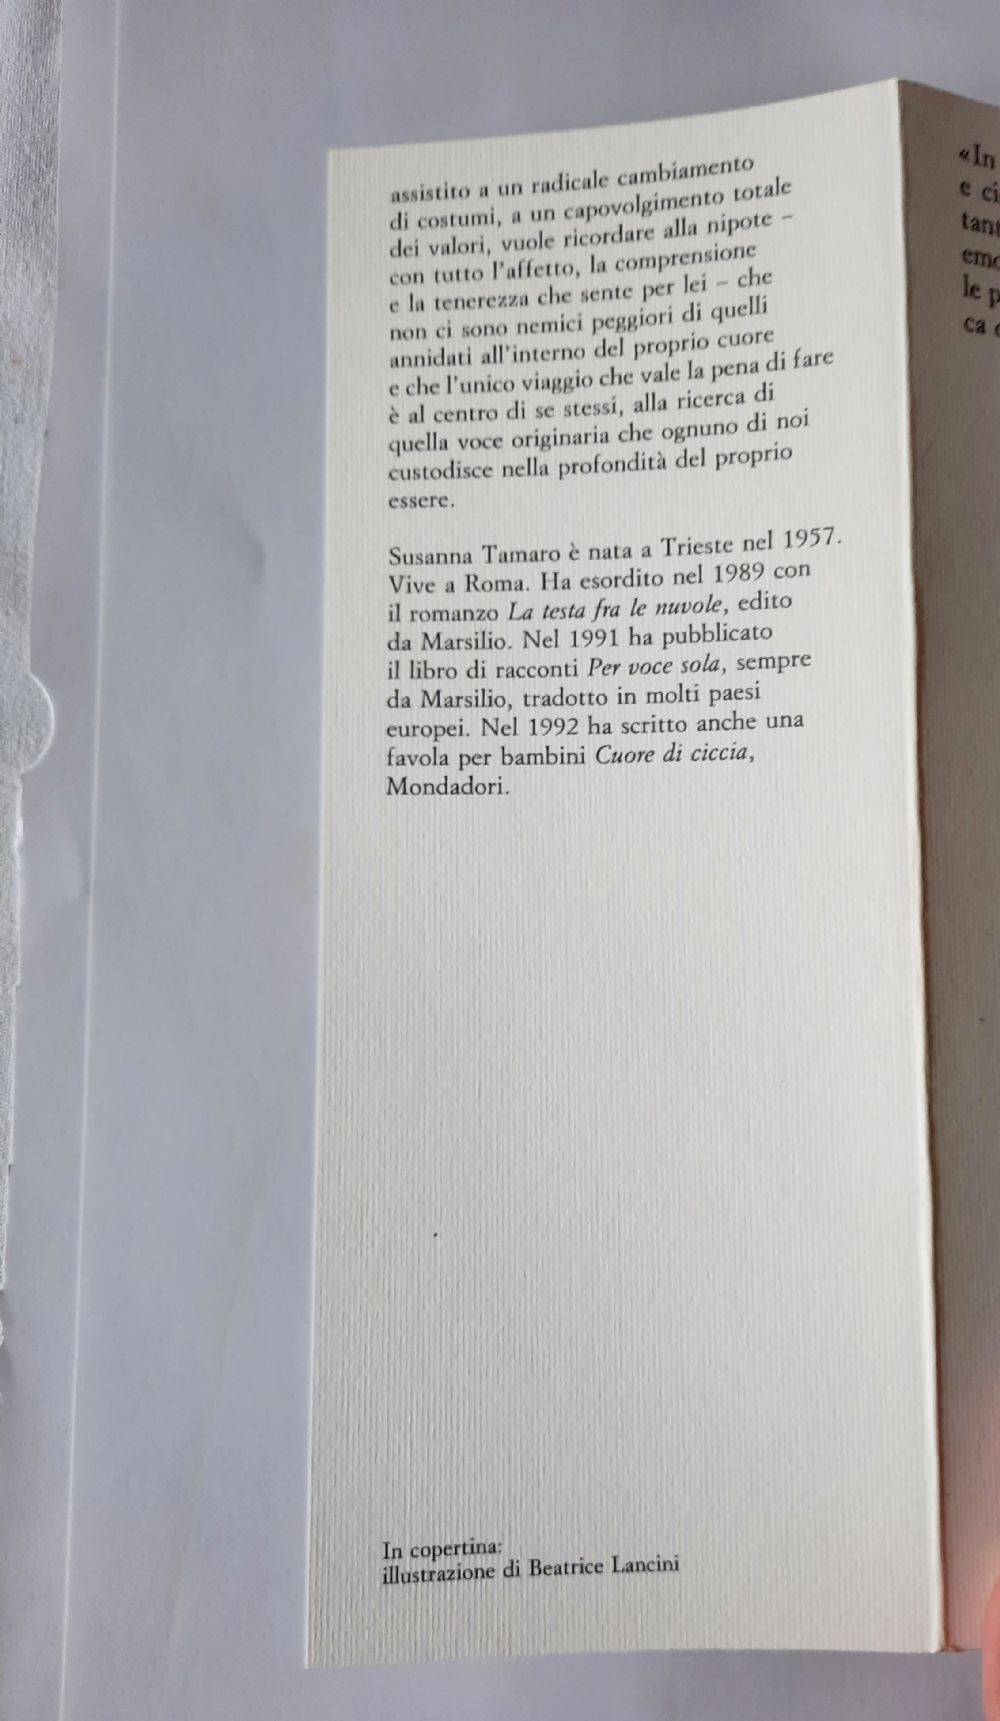 assistito a un radicale cambiamento
di costumi, a un capovolgimento totale
dei valori, vuole ricordare alla nipote –
con tutto l'affetto, la comprensione
e la tenerezza che sente per lei – che
non ci sono nemici peggiori di quelli
annidati all'interno del proprio cuore
e che l'unico viaggio che vale la pena di fare
è al centro di se stessi, alla ricerca di
quella voce originaria che ognuno di noi
custodisce nella profondità del proprio
essere.
Susanna Tamaro è nata a Trieste nel 1957.
Vive a Roma. Ha esordito nel 1989 con
il romanzo La testa fra le nuvole, edito
da Marsilio. Nel 1991 ha pubblicato
il libro di racconti Per voce sola, sempre
da Marsilio, tradotto in molti paesi
europei. Nel 1992 ha scritto anche una
favola per bambini Cuore di ciccia,
Mondadori.
In copertina:
illustrazione di Beatrice Lancini
«In
e
le
ca